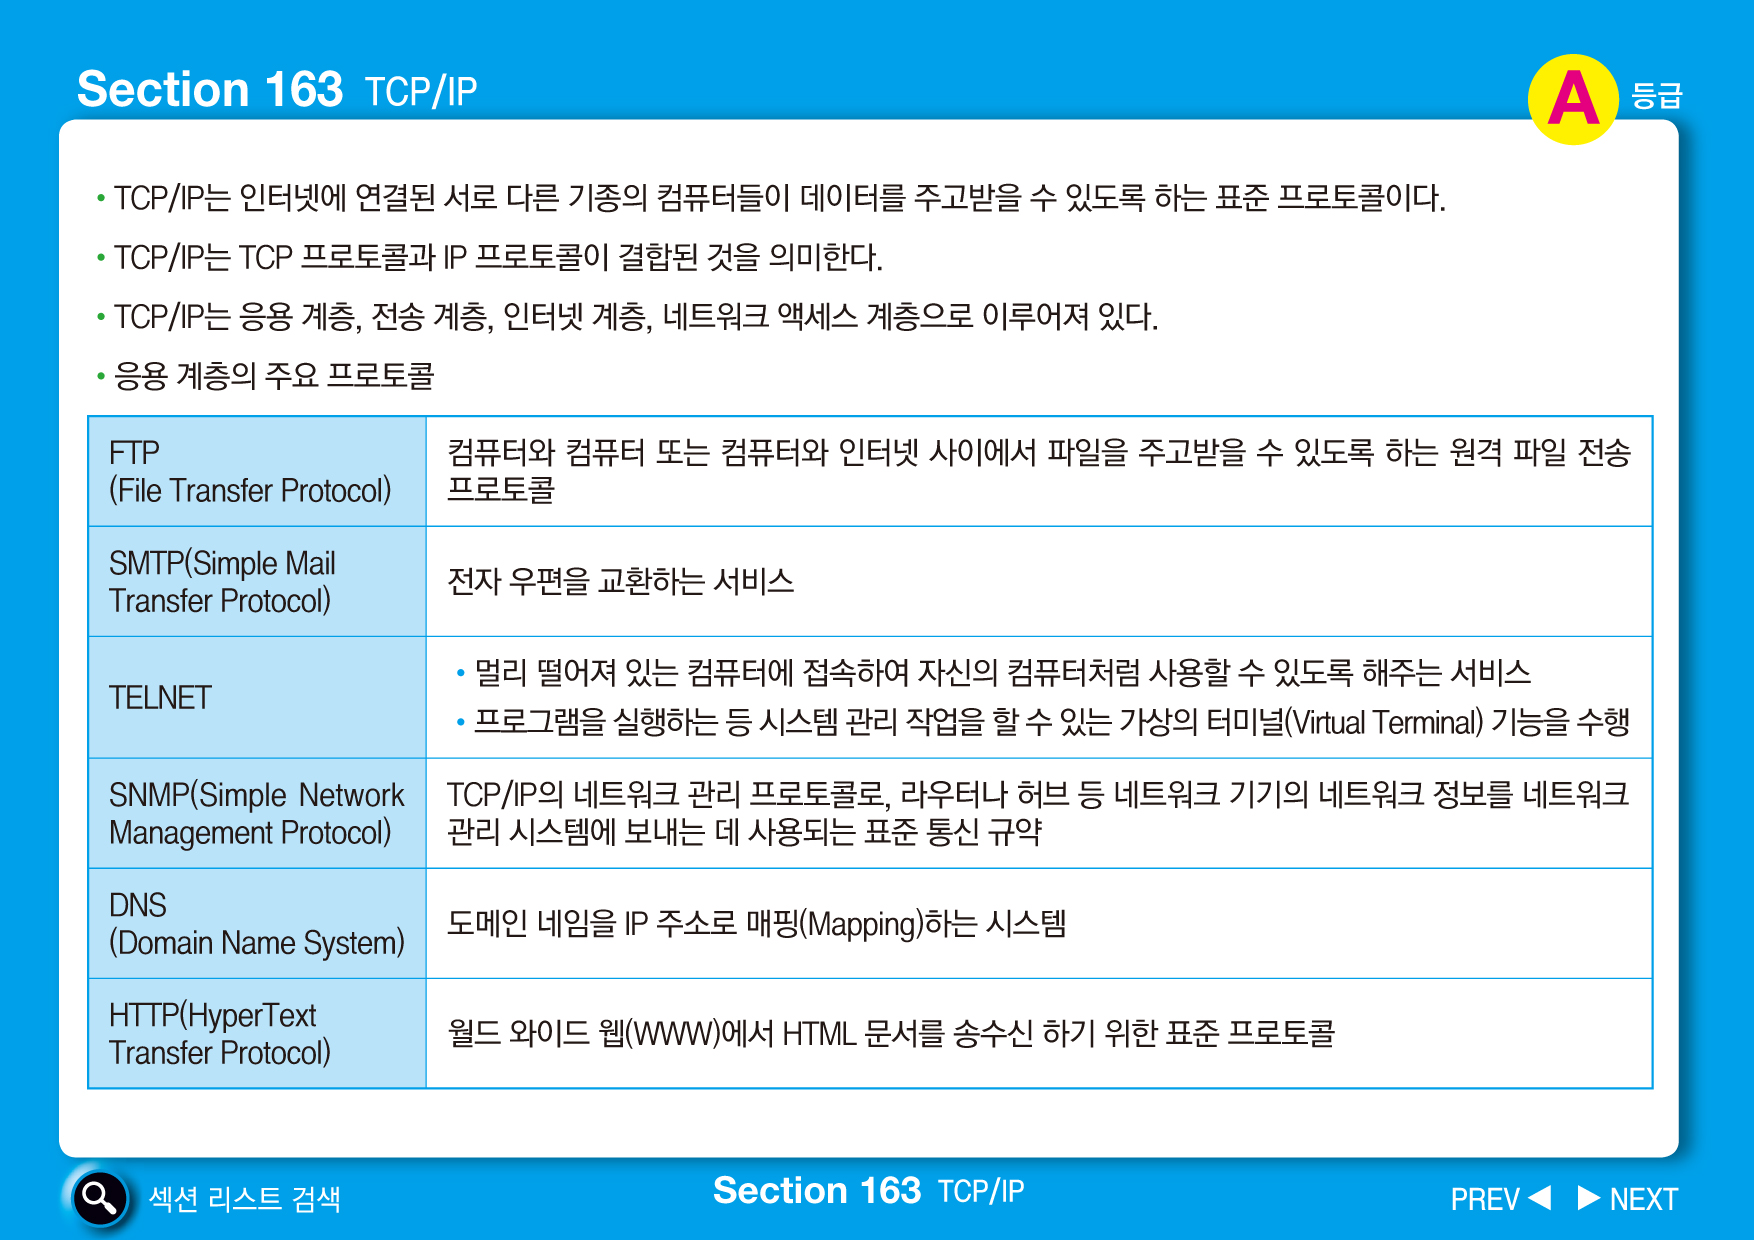 Section 163 TCP/IP
A 등급
• TCP/IP는 인터넷에 연결된 서로 다른 기종의 컴퓨터들이 데이터를 주고받을 수 있도록 하는 표준 프로토콜이다.
• TCP/IP는 TCP 프로토콜과 IP 프로토콜이 결합된 것을 의미한다.
• TCP/IP는 응용 계층, 전송 계층, 인터넷 계층, 네트워크 액세스 계층으로 이루어져 있다.
• 응용 계층의 주요 프로토콜
FTP
(File Transfer Protocol)
컴퓨터와 컴퓨터 또는 컴퓨터와 인터넷 사이에서 파일을 주고받을 수 있도록 하는 원격 파일 전송
프로토콜
SMTP(Simple Mail
Transfer Protocol)
전자 우편을 교환하는 서비스
TELNET
• 멀리 떨어져 있는 컴퓨터에 접속하여 자신의 컴퓨터처럼 사용할 수 있도록 해주는 서비스
• 프로그램을 실행하는 등 시스템 관리 작업을 할 수 있는 가상의 터미널(Virtual Terminal) 기능을 수행
SNMP(Simple Network
Management Protocol)
TCP/IP의 네트워크 관리 프로토콜로, 라우터나 허브 등 네트워크 기기의 네트워크 정보를 네트워크
관리 시스템에 보내는 데 사용되는 표준 통신 규약
DNS
(Domain Name System)
도메인 네임을 IP 주소로 매핑(Mapping)하는 시스템
HTTP(HyperText
Transfer Protocol)
월드 와이드 웹(WWW)에서 HTML 문서를 송수신 하기 위한 표준 프로토콜
섹션 리스트 검색
Section 163 TCP/IP
PREV ◀ ▶ NEXT